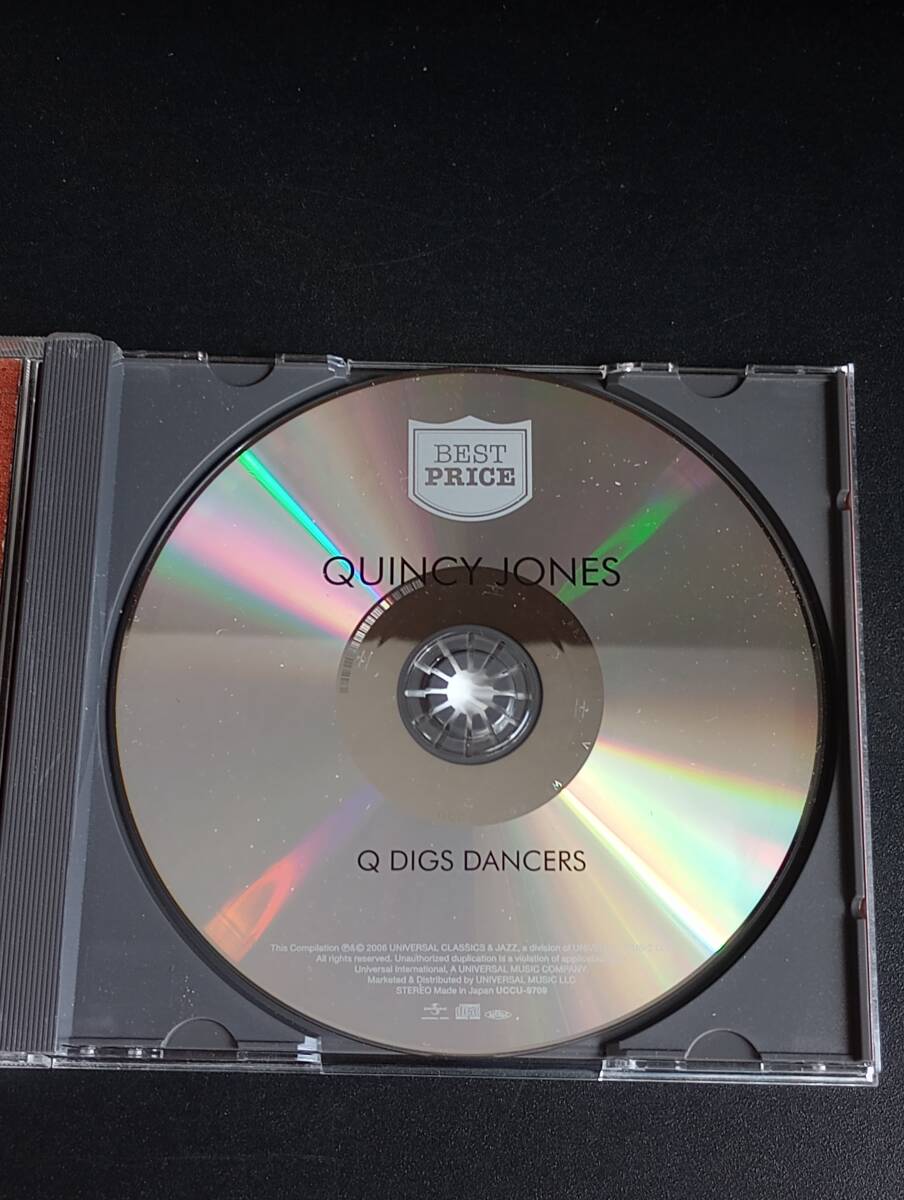 BEST
PRICE
QUINCY JONES
Q DIGS DANCERS
This Compilation ℗&© 2006 UNIVERSAL CLASSICS & JAZZ, a division of
All rights reserved. Unauthorized duplication is a violation of
Universal International, A UNIVERSAL MUSIC COMPANY
Marketed & Distributed by UNIVERSAL MUSIC LLC
STEREO Made in Japan UCCU-9709